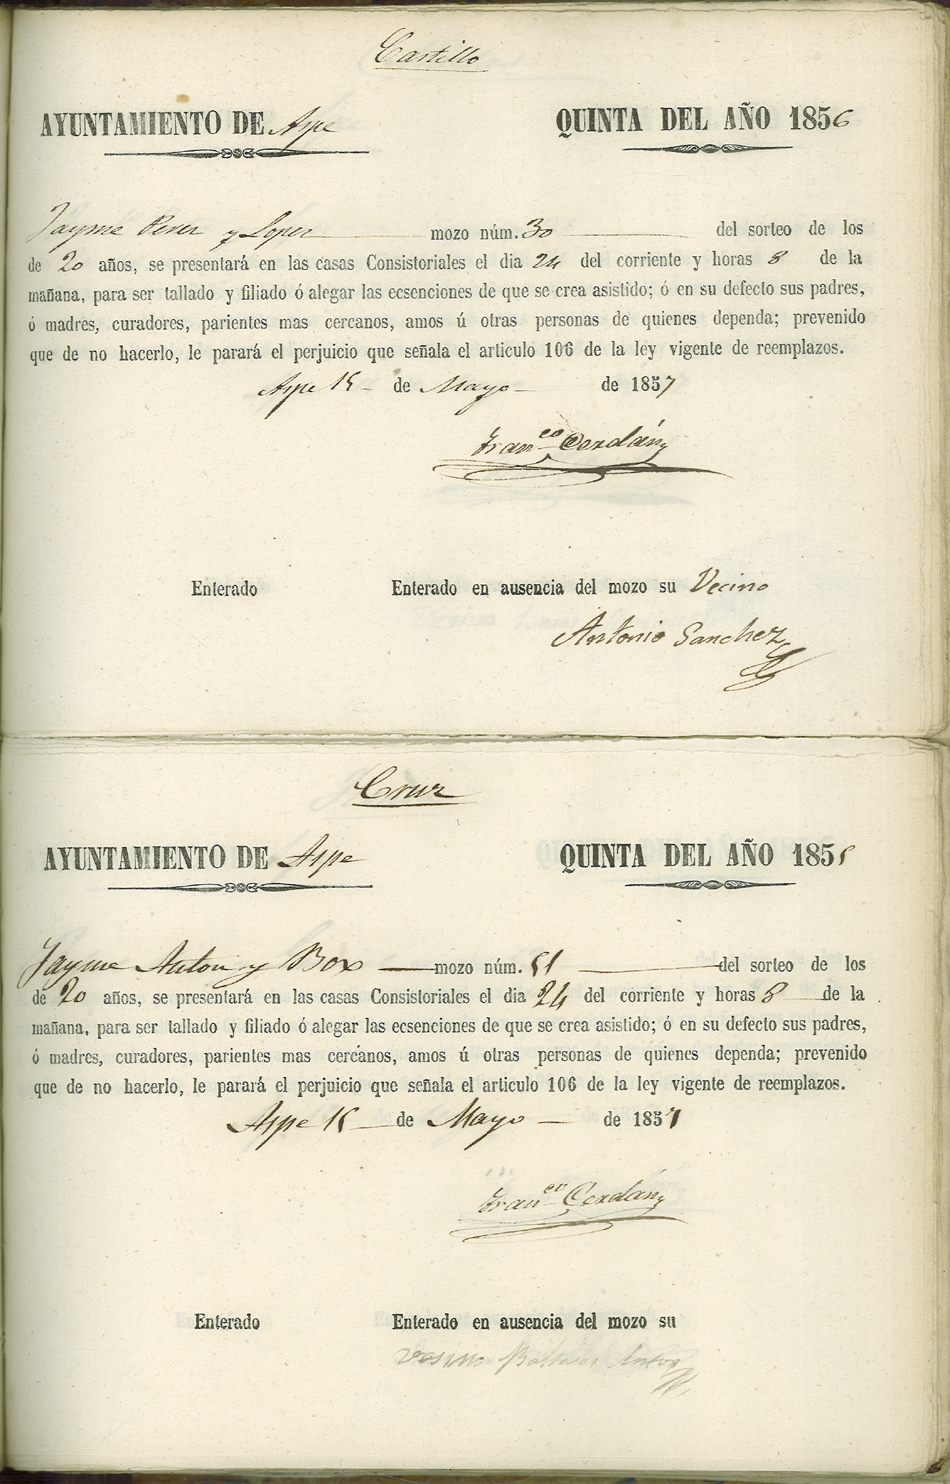 Castillo
AYUNTAMIENTO DE Aspe QUINTA DEL AÑO 1856
Jayme Perez y Lopez mozo núm. 30 del sorteo de los
de 20 años, se presentará en las casas Consistoriales el dia 24 del corriente y horas 8 de la
mañana, para ser tallado y filiado ó alegar las ecsenciones de que se crea asistido; ó en su defecto sus padres,
ó madres, curadores, parientes mas cercanos, amos ú otras personas de quienes dependa; prevenido
que de no hacerlo, le parará el perjuicio que señala el articulo 106 de la ley vigente de reemplazos.
Aspe 15 de Mayo de 1857
Franco Cerdán
Enterado Enterado en ausencia del mozo su Vecino
Antonio Sanchez
Cruz
AYUNTAMIENTO DE Aspe QUINTA DEL AÑO 185
Jayme Anton y Box mozo núm. 51 del sorteo de los
de 20 años, se presentará en las casas Consistoriales el dia 24 del corriente y horas 8 de la
mañana, para ser tallado y filiado ó alegar las ecsenciones de que se crea asistido; ó en su defecto sus padres,
ó madres, curadores, parientes mas cercanos, amos ú otras personas de quienes dependa; prevenido
que de no hacerlo, le parará el perjuicio que señala el articulo 106 de la ley vigente de reemplazos.
Aspe 15 de Mayo de 1857
Franco Cerdán
Enterado Enterado en ausencia del mozo su